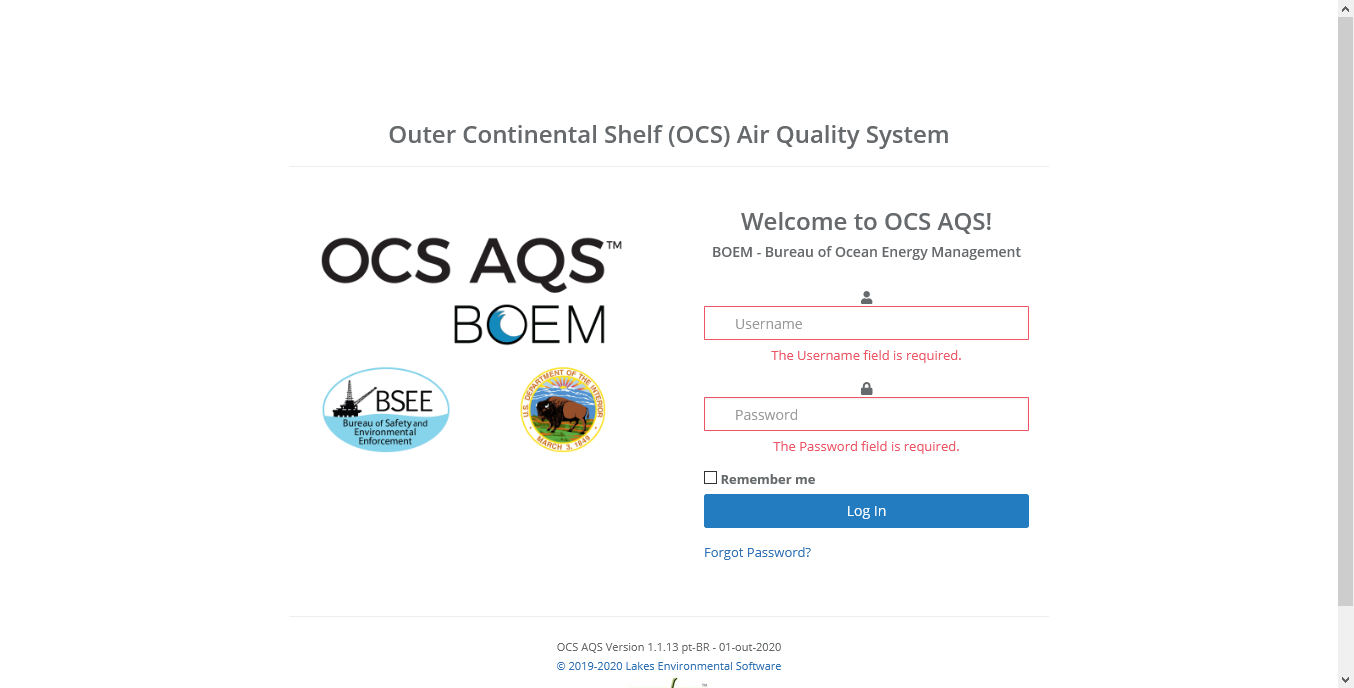 Outer Continental Shelf (OCS) Air Quality System
OCS AQS™
BOEM
BSEE
Bureau of Safety and
Environmental
Enforcement
U.S. DEPARTMENT OF THE INTERIOR
MARCH 3, 1849
Welcome to OCS AQS!
BOEM - Bureau of Ocean Energy Management
Username
The Username field is required.
Password
The Password field is required.
Remember me
Log In
Forgot Password?
OCS AQS Version 1.1.13 pt-BR - 01-out-2020
© 2019-2020 Lakes Environmental Software
™